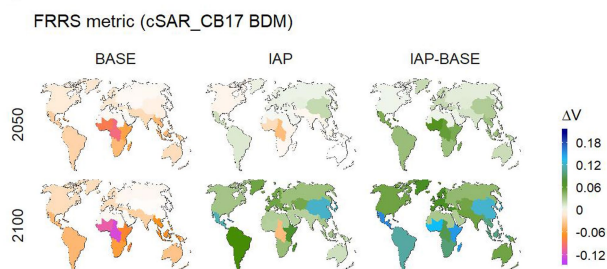 FRRS metric (cSAR_CB17 BDM)
BASE IAP IAP-BASE
2050
2100
ΔV
0.18
0.12
0.06
0
-0.06
-0.12